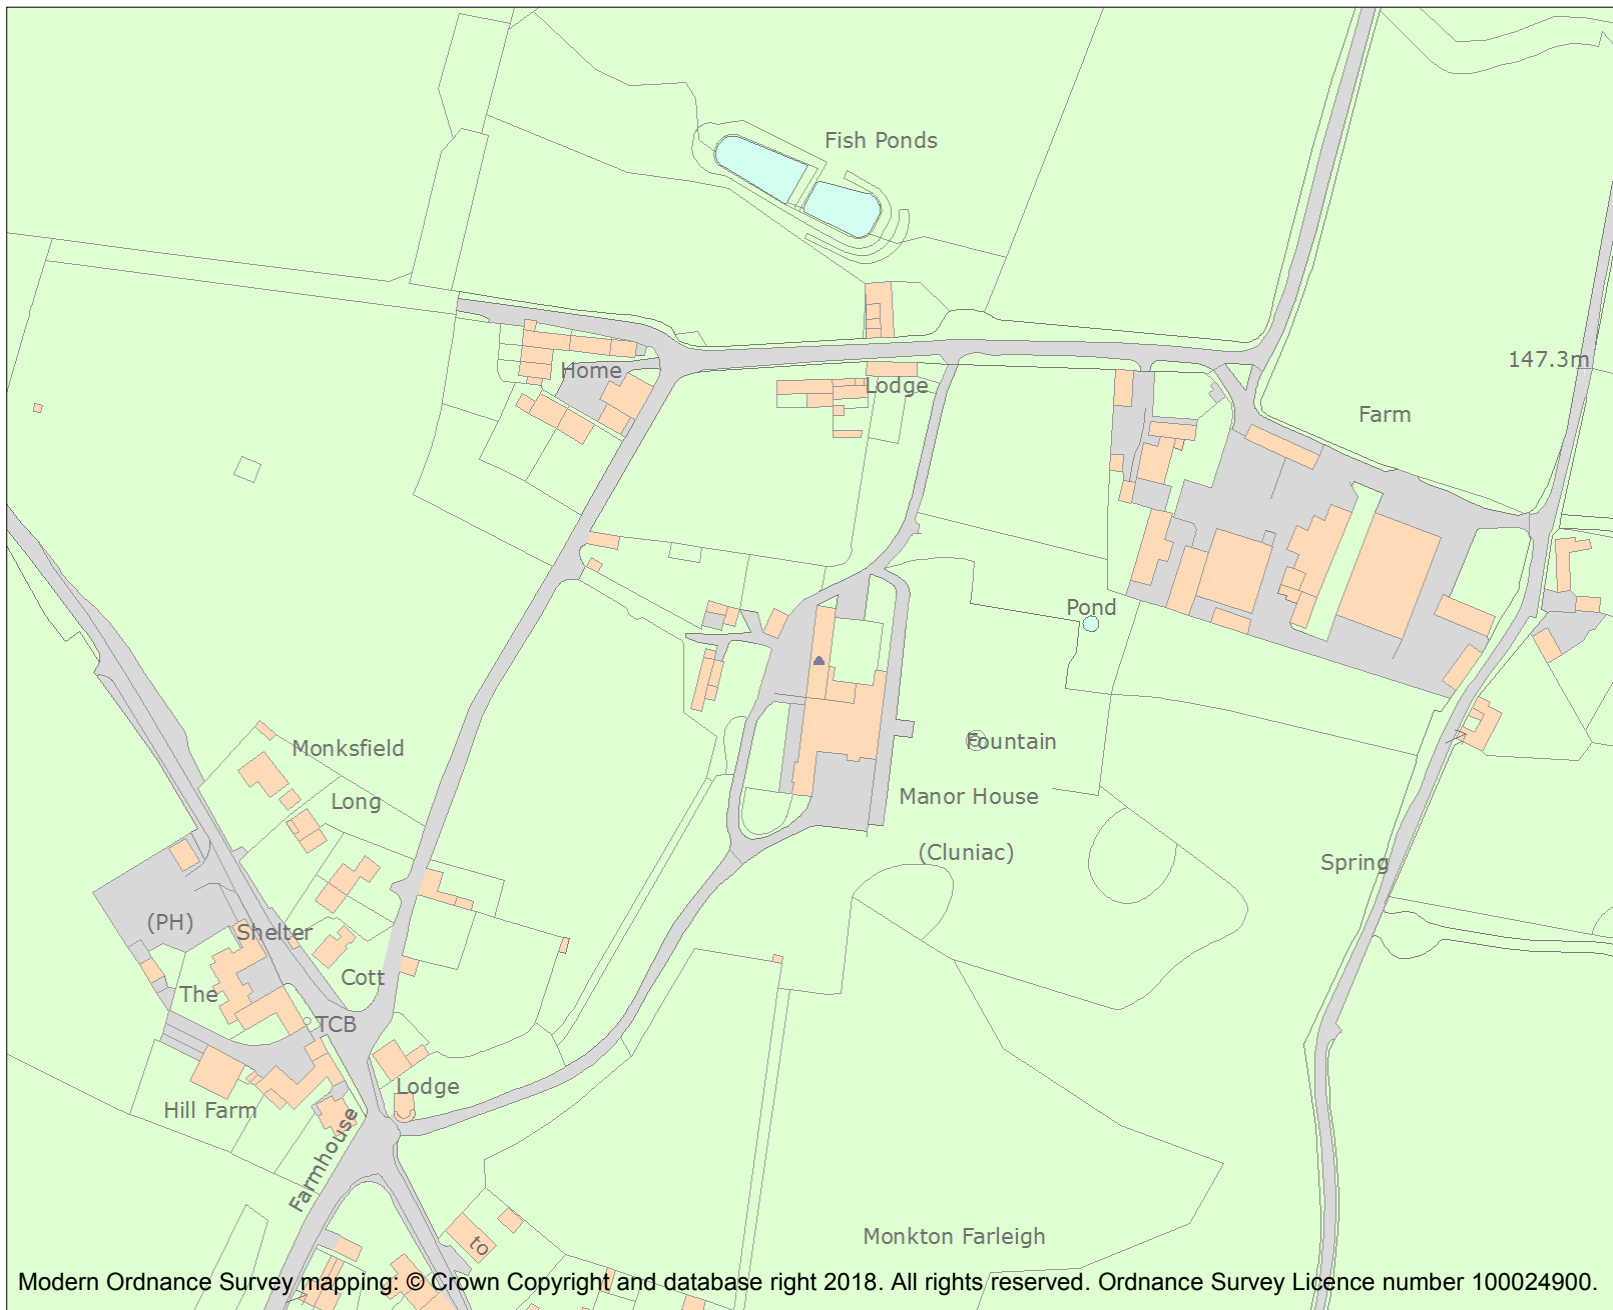 Fish Ponds
147.3m
Home
Lodge
Farm
Pond
Fountain
Monksfield
Manor House
Long
(Cluniac)
Spring
(PH)
Shelter
Cott
The
TCB
Lodge
Hill Farm
Farmhouse
to
Monkton Farleigh
Modern Ordnance Survey mapping: © Crown Copyright and database right 2018. All rights reserved. Ordnance Survey Licence number 100024900.